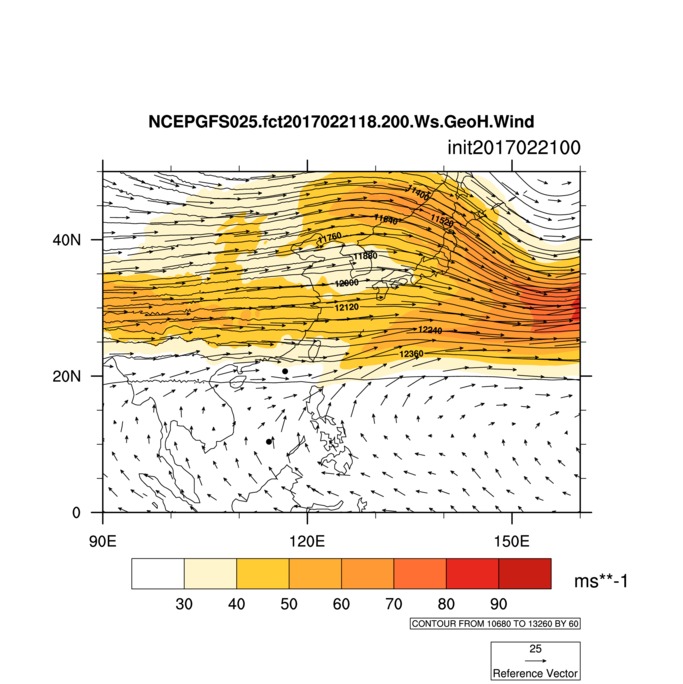 NCEPGFS025.fct2017022118.200.Ws.GeoH.Wind
init2017022100
11400
11640
11520
40N
11760
11880
12000
12120
12240
12360
20N
0
90E 120E 150E
ms**-1
30 40 50 60 70 80 90
CONTOUR FROM 10680 TO 13260 BY 60
25
Reference Vector